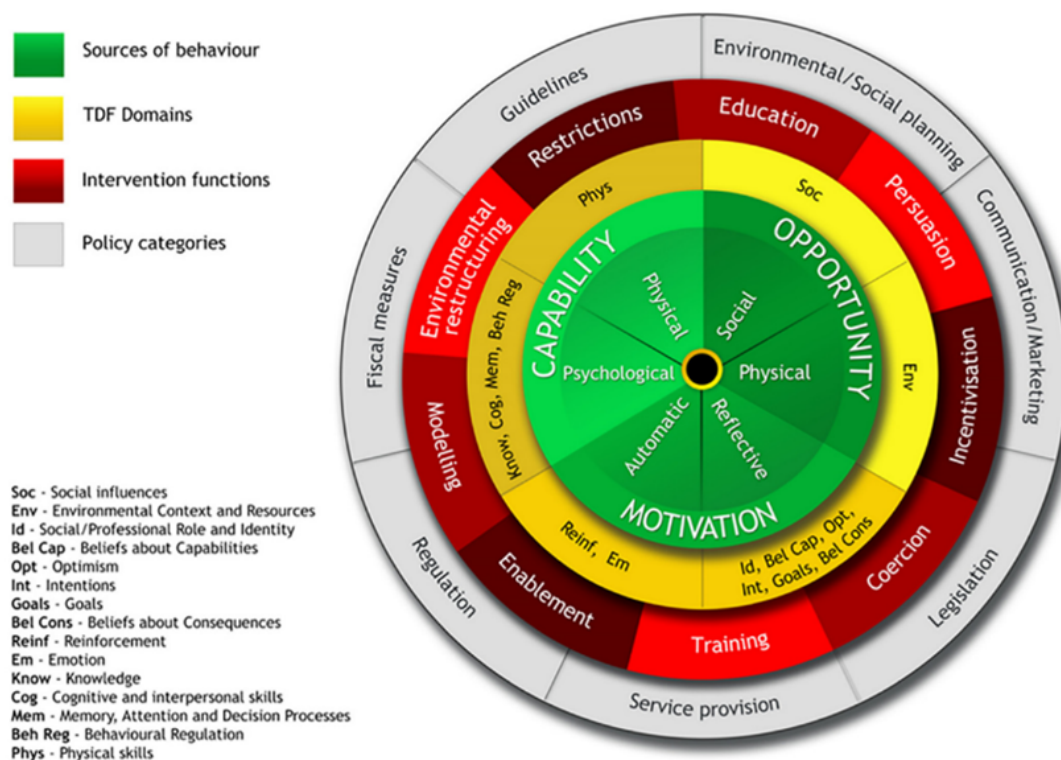 Sources of behaviour
TDF Domains
Intervention functions
Policy categories
Soc - Social influences
Env - Environmental Context and Resources
Id - Social/Professional Role and Identity
Bel Cap - Beliefs about Capabilities
Opt - Optimism
Int - Intentions
Goals - Goals
Bel Cons - Beliefs about Consequences
Reinf - Reinforcement
Em - Emotion
Know - Knowledge
Cog - Cognitive and interpersonal skills
Mem - Memory, Attention and Decision Processes
Beh Reg - Behavioural Regulation
Phys - Physical skills
Guidelines
Environmental/Social planning
Communication/Marketing
Legislation
Service provision
Regulation
Fiscal measures
Restrictions
Education
Persuasion
Incentivisation
Coercion
Training
Enablement
Modelling
Environmental
restructuring
Phys
Soc
Env
Id, Bel Cap, Opt,
Int, Goals, Bel Cons
Reinf, Em
Know, Cog, Mem, Beh Reg
CAPABILITY
OPPORTUNITY
MOTIVATION
Physical
Social
Physical
Reflective
Automatic
Psychological